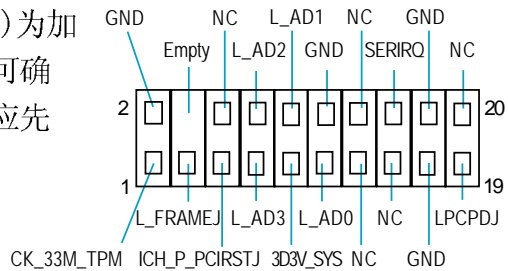 )为加
可确
应先
GND NC L_AD1 NC GND
Empty L_AD2 GND SERIRQ NC
2 20
1 19
L_FRAMEJ L_AD3 L_AD0 NC LPCPDJ
CK_33M_TPM ICH_P_PCIRSTJ 3D3V_SYS NC GND